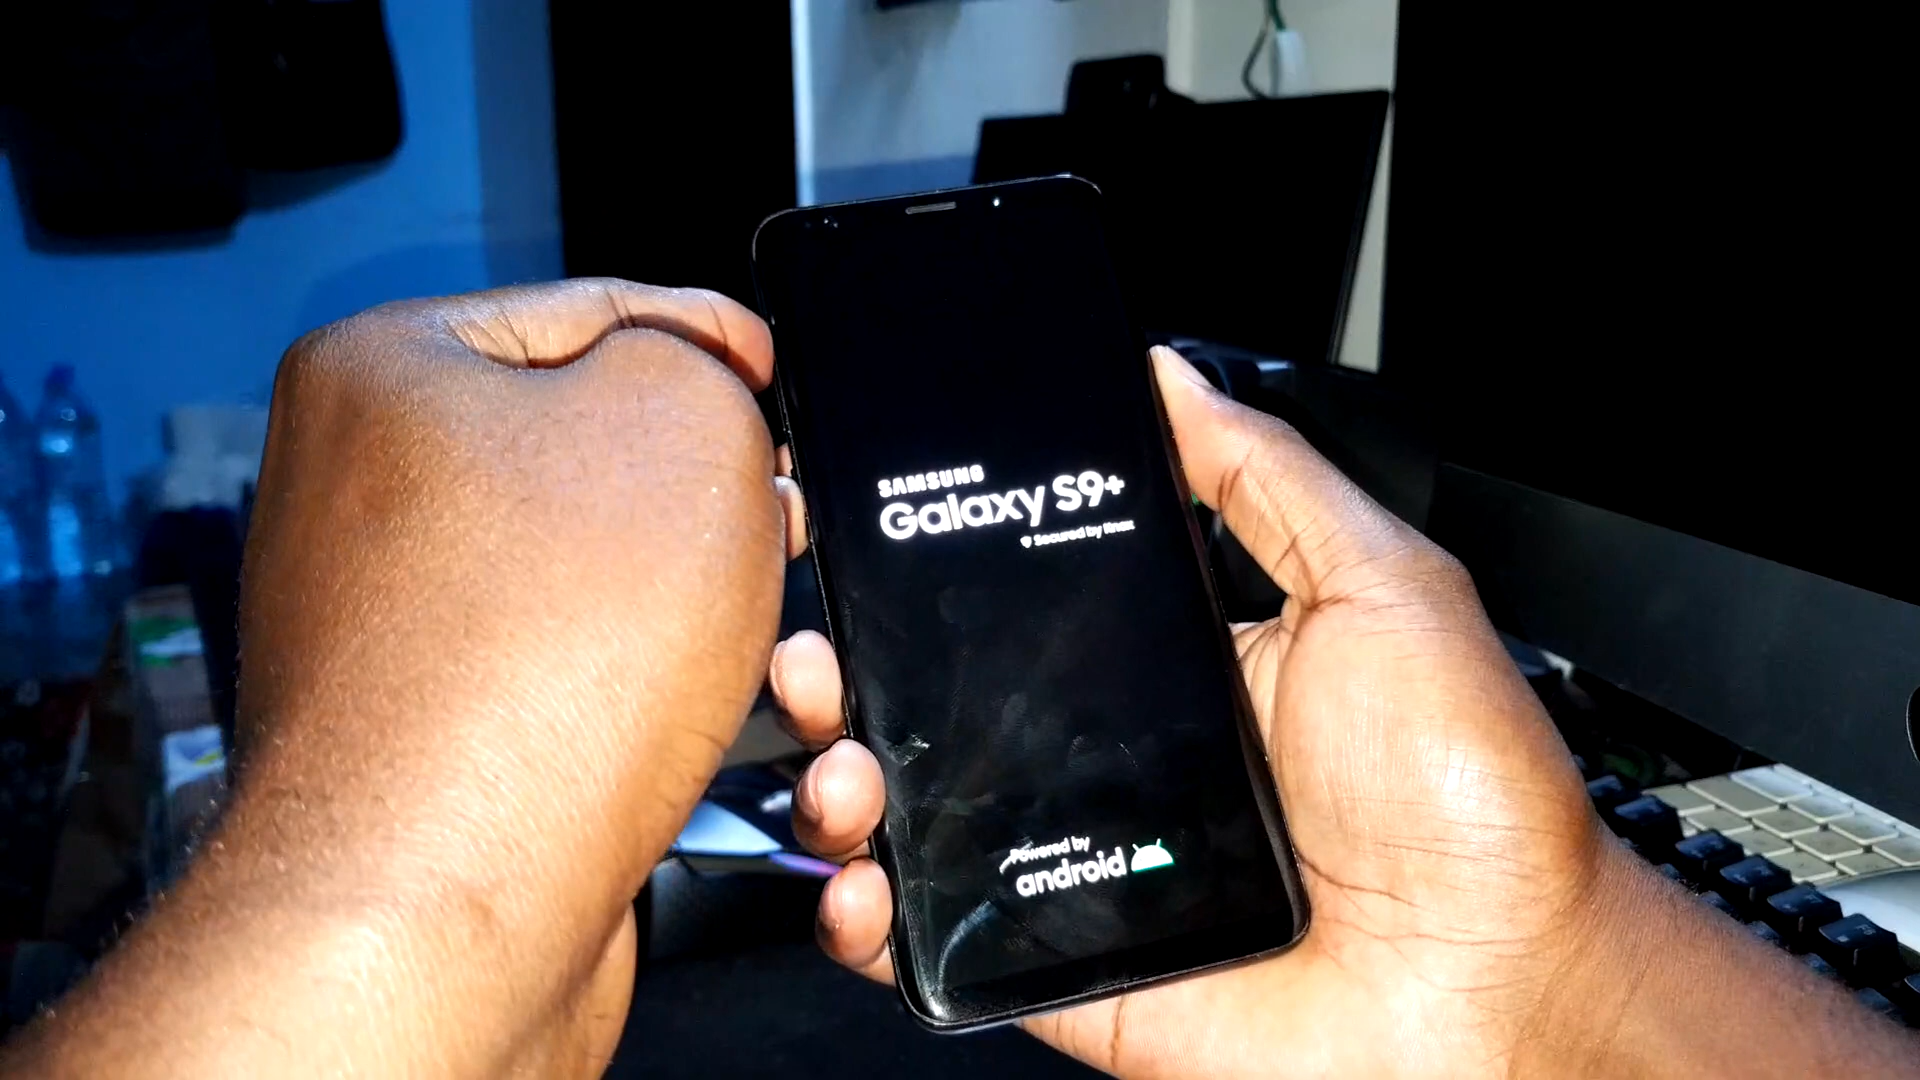 SAMSUNG
Galaxy S9+
Secured by Knox
Powered by
android